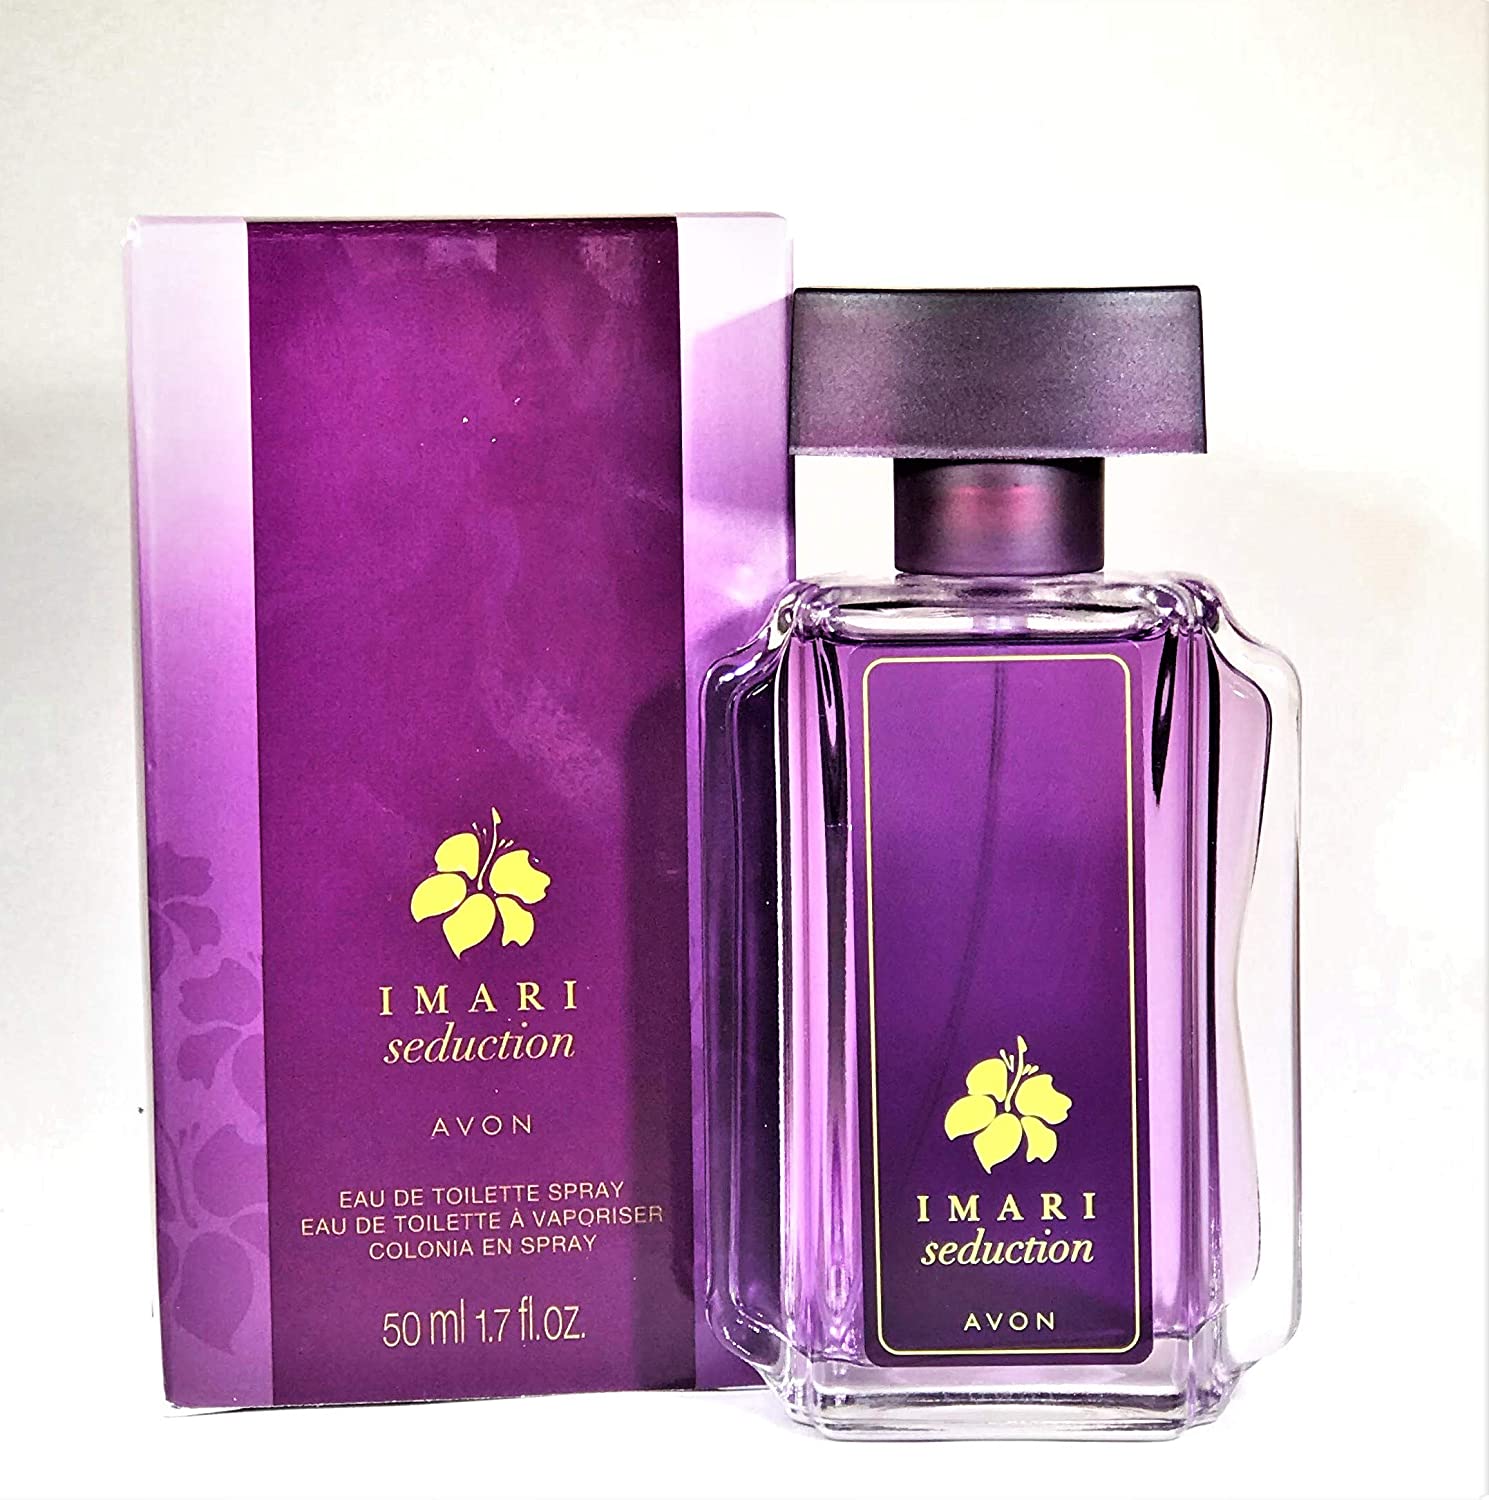 IMARI
seduction
AVON
EAU DE TOILETTE SPRAY
EAU DE TOILETTE À VAPORISER
COLONIA EN SPRAY
50 ml 1.7 fl.oz.
IMARI
seduction
AVON